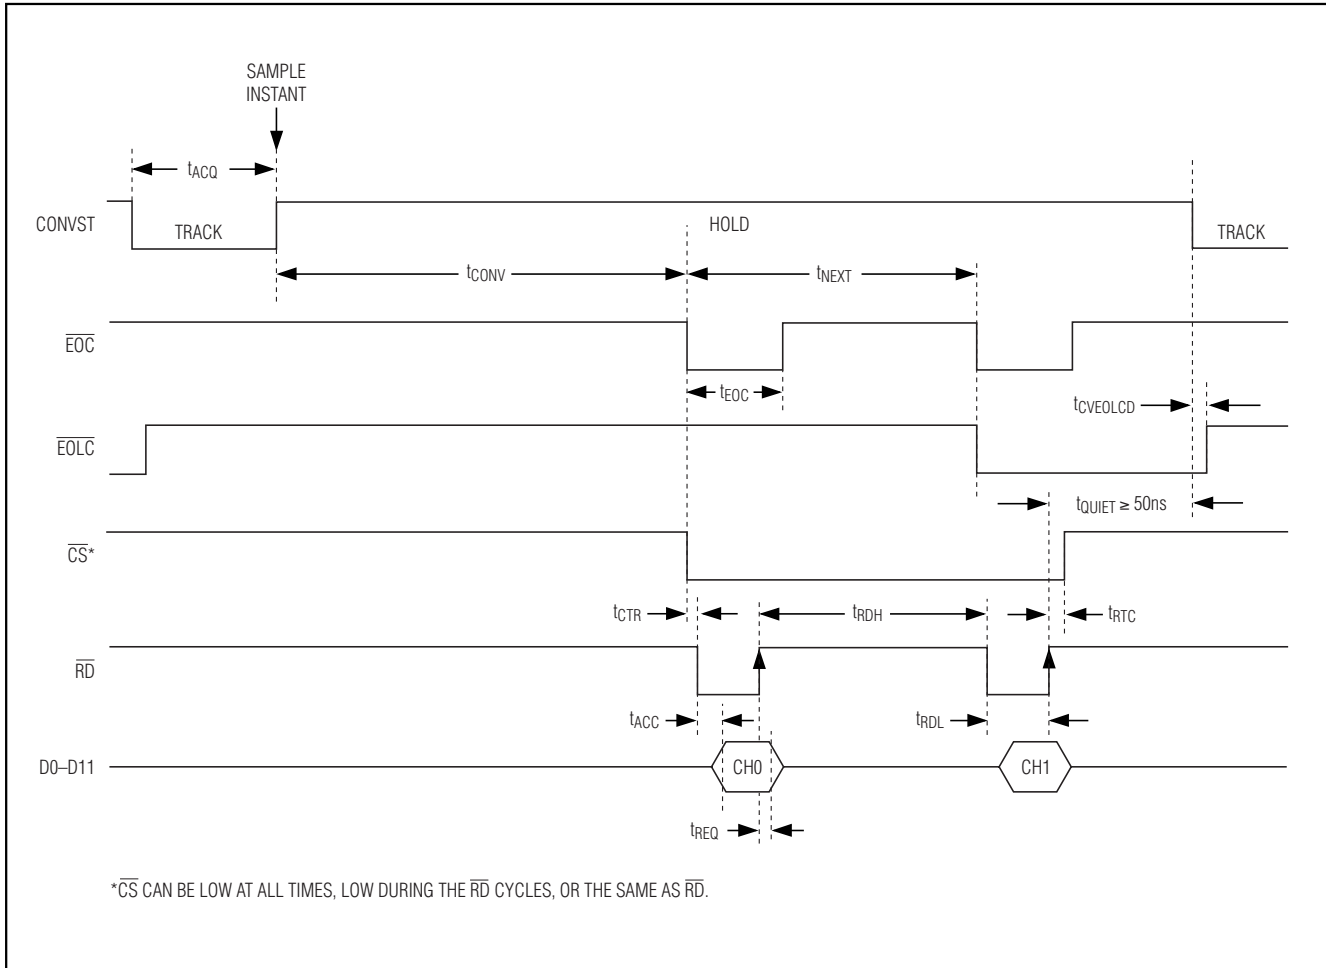 SAMPLE
INSTANT
tACQ
CONVST
TRACK
HOLD
TRACK
tCONV
tNEXT
EOC
tEOC
tCVEOLCD
EOLC
tQUIET ≥ 50ns
CS*
tCTR
tRDH
tRTC
RD
tACC
tRDL
D0–D11
CH0
CH1
tREQ
*CS CAN BE LOW AT ALL TIMES, LOW DURING THE RD CYCLES, OR THE SAME AS RD.